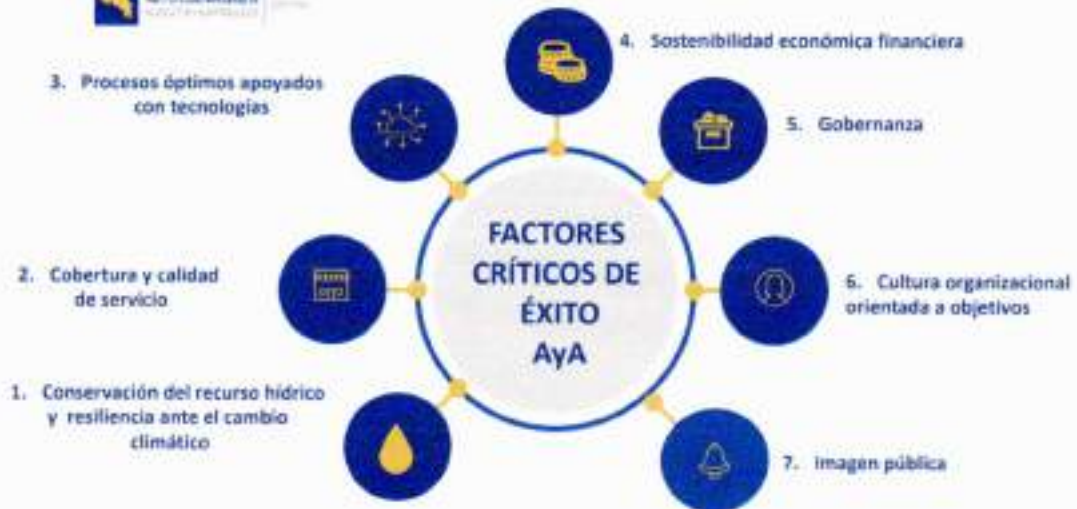 4. Sostenibilidad económica financiera
3. Procesos óptimos apoyados
con tecnologías
5. Gobernanza
FACTORES
CRÍTICOS DE
ÉXITO
AyA
2. Cobertura y calidad
de servicio
6. Cultura organizacional
orientada a objetivos
1. Conservación del recurso hídrico
y resiliencia ante el cambio
climático
7. Imagen pública